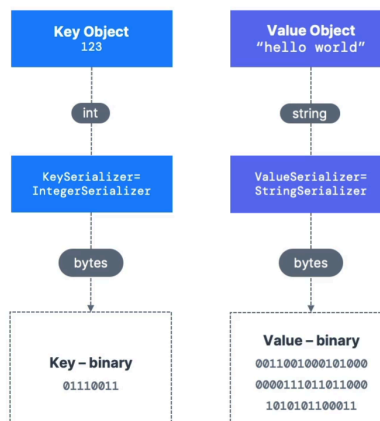 Key Object
123
int
KeySerializer=
IntegerSerializer
bytes
Key – binary
01110011
Value Object
“hello world”
string
ValueSerializer=
StringSerializer
bytes
Value – binary
0011001000101000
0000111011011000
1010101100011